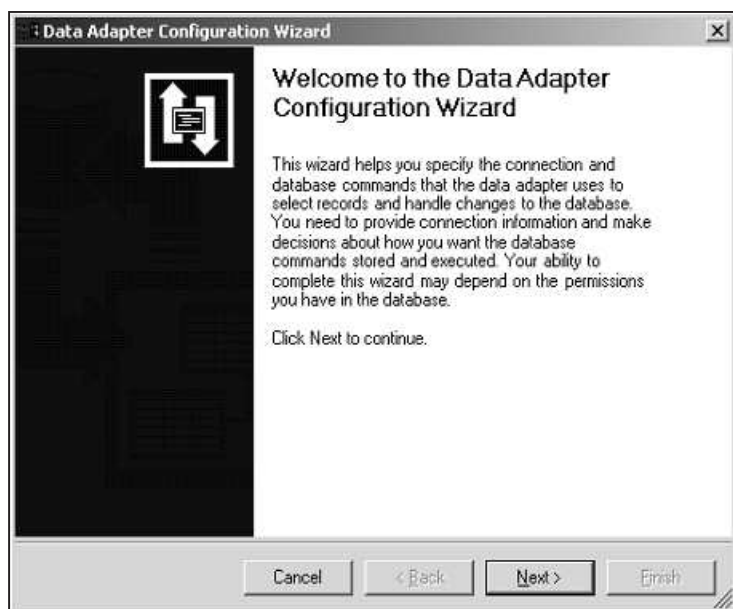 Data Adapter Configuration Wizard
Welcome to the Data Adapter
Configuration Wizard
This wizard helps you specify the connection and
database commands that the data adapter uses to
select records and handle changes to the database.
You need to provide connection information and make
decisions about how you want the database
commands stored and executed. Your ability to
complete this wizard may depend on the permissions
you have in the database.
Click Next to continue.
Cancel < Back Next > Finish